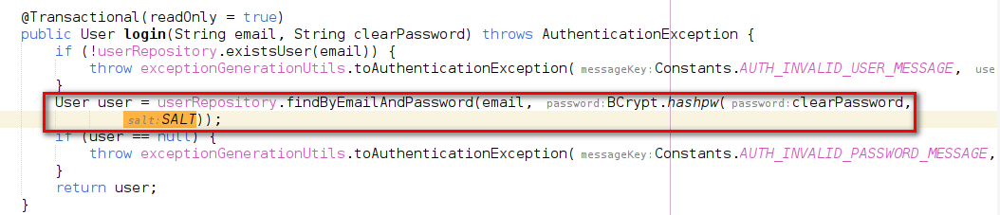 @Transactional(readOnly = true)
public User login(String email, String clearPassword) throws AuthenticationException {
    if (!userRepository.existsUser(email)) {
        throw exceptionGenerationUtils.toAuthenticationException( messageKey: Constants.AUTH_INVALID_USER_MESSAGE, use
    }
    User user = userRepository.findByEmailAndPassword(email, password: BCrypt.hashpw( password: clearPassword,
            salt: SALT));
    if (user == null) {
        throw exceptionGenerationUtils.toAuthenticationException( messageKey: Constants.AUTH_INVALID_PASSWORD_MESSAGE,
    }
    return user;
}